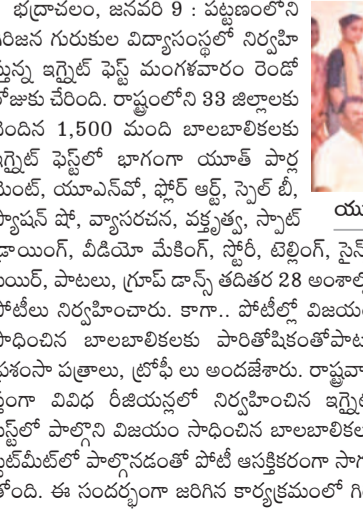 భద్రాచలం, జనవరి 9 : పట్టణంలోని
గిరిజన గురుకుల విద్యాసంస్థలో నిర్వహి
స్తున్న ఇగ్నైట్ ఫెస్ట్ మంగళవారం రెండో
రోజుకు చేరింది. రాష్ట్రంలోని 33 జిల్లాలకు
చెందిన 1,500 మంది బాలబాలికలకు
ఇగ్నైట్ ఫెస్ట్‌లో భాగంగా యూత్ పార్ల
మెంట్, యూఎన్‌వో, ఫ్లోర్ ఆర్ట్, స్పెల్ బీ,
ఫ్యాషన్ షో, వ్యాసరచన, వక్తృత్వ, స్పాట్
డ్రాయింగ్, వీడియో మేకింగ్, స్టోరీ, టెల్లింగ్, సైన్
ఫెయిర్, పాటలు, గ్రూప్ డాన్స్ తదితర 28 అంశాల్లో
పోటీలు నిర్వహించారు. కాగా.. పోటీల్లో విజయం
సాధించిన బాలబాలికలకు పారితోషికంతోపాటు
ప్రశంసా పత్రాలు, ట్రోఫీ లు అందజేశారు. రాష్ట్రవ్యా
ప్తంగా వివిధ రీజియన్లలో నిర్వహించిన ఇగ్నైట్
ఫెస్ట్‌లో పాల్గొని విజయం సాధించిన బాలబాలికలు
స్టేట్‌మీట్‌లో పాల్గొనడంతో పోటీ ఆసక్తికరంగా సాగు
తోంది. ఈ సందర్భంగా జరిగిన కార్యక్రమంలో గి
యు